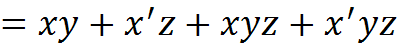 = xy + x′z + xyz + x′yz